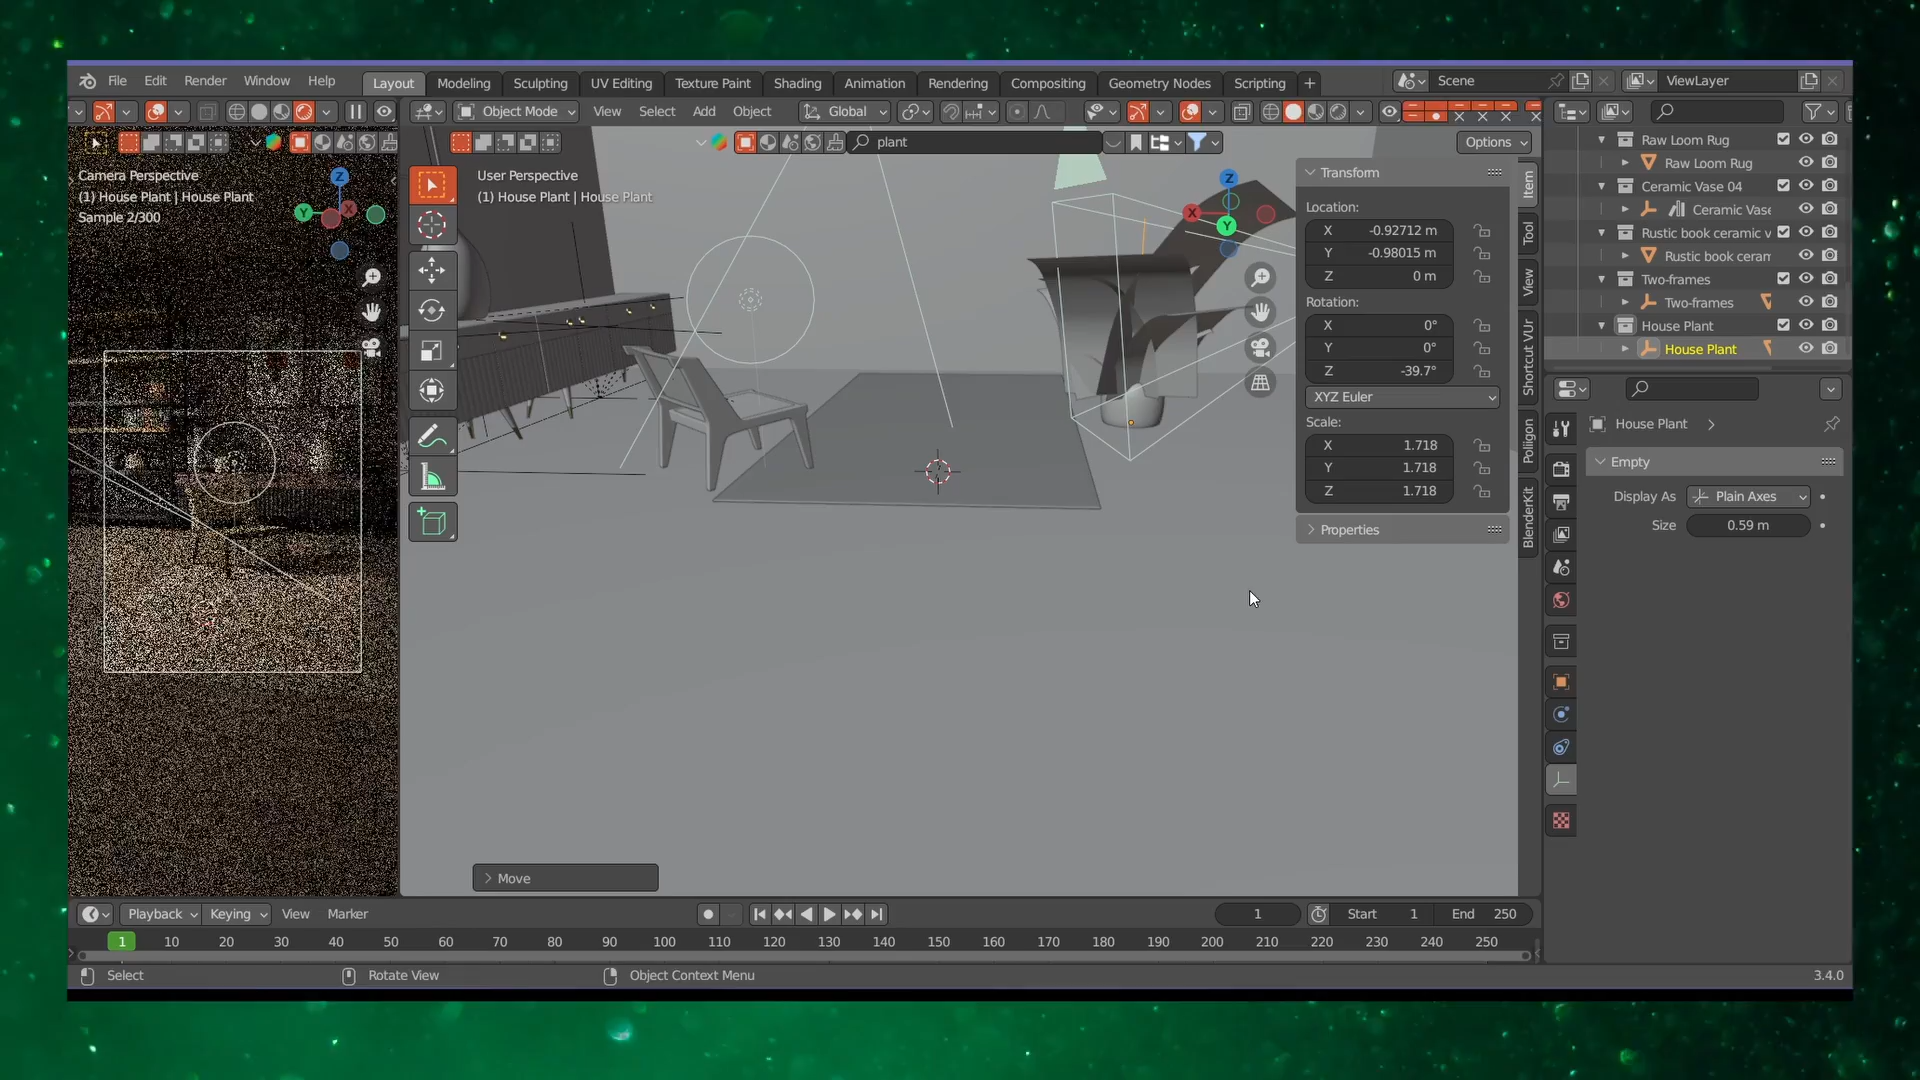 File Edit Render Window Help Layout Modeling Sculpting UV Editing Texture Paint Shading Animation Rendering Compositing Geometry Nodes Scripting + Scene ViewLayer
Object Mode View Select Add Object Global
plant Options
Camera Perspective
(1) House Plant | House Plant
Sample 2/300
Z
Y
X
User Perspective
(1) House Plant | House Plant
Z
X
Y
Transform
Location:
X -0.92712 m
Y -0.98015 m
Z 0 m
Rotation:
X 0°
Y 0°
Z -39.7°
XYZ Euler
Scale:
X 1.718
Y 1.718
Z 1.718
Properties
Item
Tool
View
Shortcut VUr
Poliigon
BlenderKit
Raw Loom Rug
Raw Loom Rug
Ceramic Vase 04
Ceramic Vase
Rustic book ceramic v
Rustic book ceram
Two-frames
Two-frames
House Plant
House Plant
House Plant
Empty
Display As Plain Axes
Size 0.59 m
Move
Playback Keying View Marker 1 Start 1 End 250
1 10 20 30 40 50 60 70 80 90 100 110 120 130 140 150 160 170 180 190 200 210 220 230 240 250
Select Rotate View Object Context Menu 3.4.0